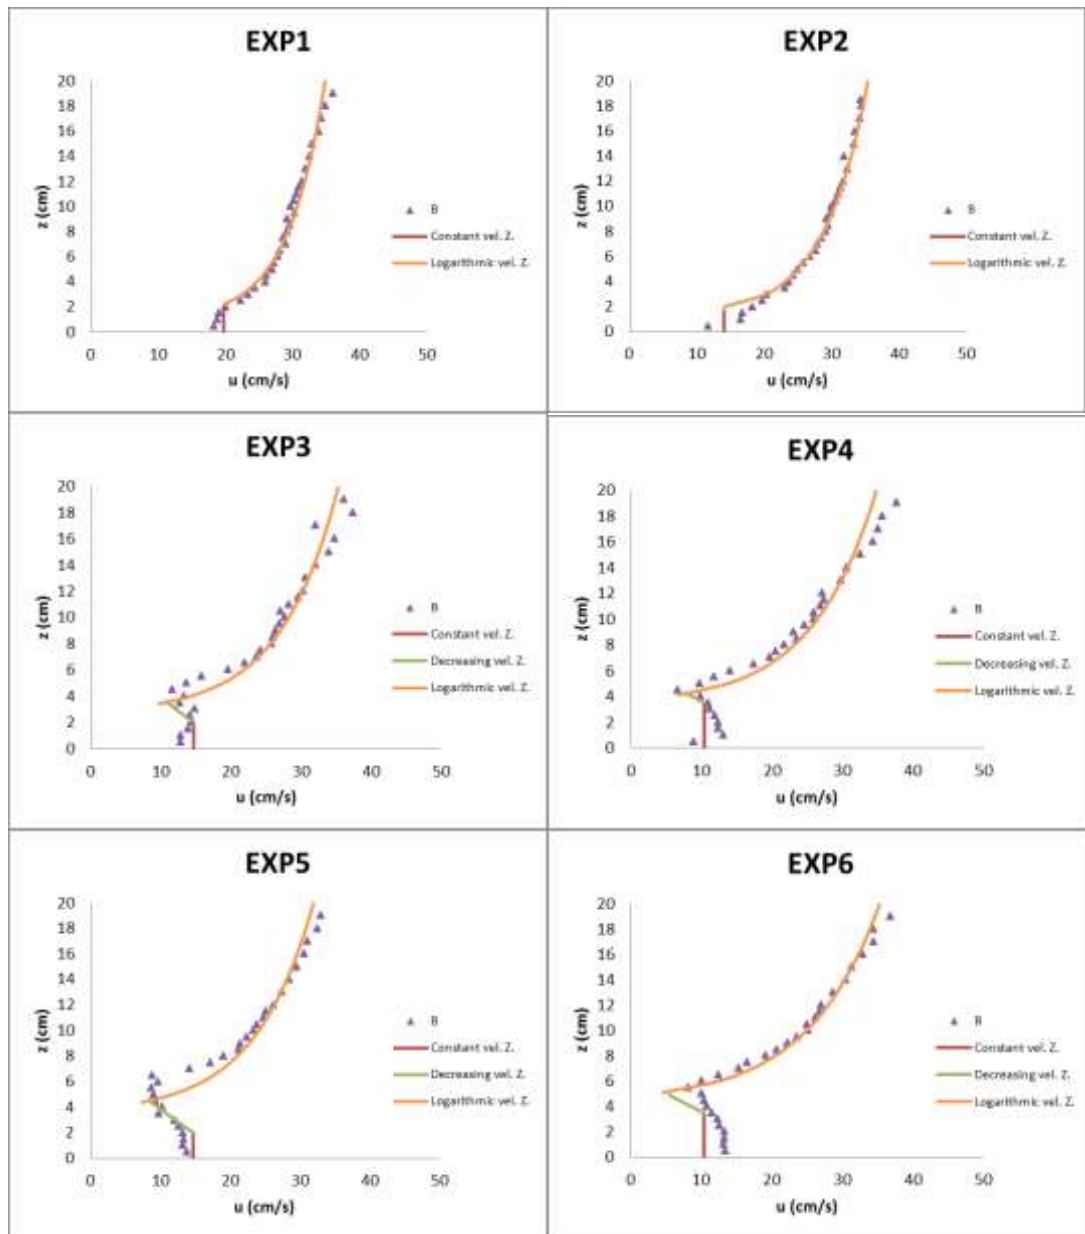 EXP1
20
18
16
14
12
10
8
6
4
2
0
z (cm)
B
Constant vel. Z.
Logarithmic vel. Z.
0 10 20 30 40 50
u (cm/s)
EXP2
20
18
16
14
12
10
8
6
4
2
0
z (cm)
B
Constant vel. Z.
Logarithmic vel. Z.
0 10 20 30 40 50
u (cm/s)
EXP3
20
18
16
14
12
10
8
6
4
2
0
z (cm)
B
Constant vel. Z.
Decreasing vel. Z.
Logarithmic vel. Z.
0 10 20 30 40 50
u (cm/s)
EXP4
20
18
16
14
12
10
8
6
4
2
0
z (cm)
B
Constant vel. Z.
Decreasing vel. Z.
Logarithmic vel. Z.
0 10 20 30 40 50
u (cm/s)
EXP5
20
18
16
14
12
10
8
6
4
2
0
z (cm)
B
Constant vel. Z.
Decreasing vel. Z.
Logarithmic vel. Z.
0 10 20 30 40 50
u (cm/s)
EXP6
20
18
16
14
12
10
8
6
4
2
0
z (cm)
B
Constant vel. Z.
Decreasing vel. Z.
Logarithmic vel. Z.
0 10 20 30 40 50
u (cm/s)